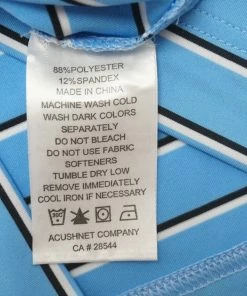 88%POLYESTER
12%SPANDEX
MADE IN CHINA
MACHINE WASH COLD
WASH DARK COLORS
SEPARATELY
DO NOT BLEACH
DO NOT USE FABRIC
SOFTENERS
TUMBLE DRY LOW
REMOVE IMMEDIATELY
COOL IRON IF NECESSARY
ACUSHNET COMPANY
CA # 28544